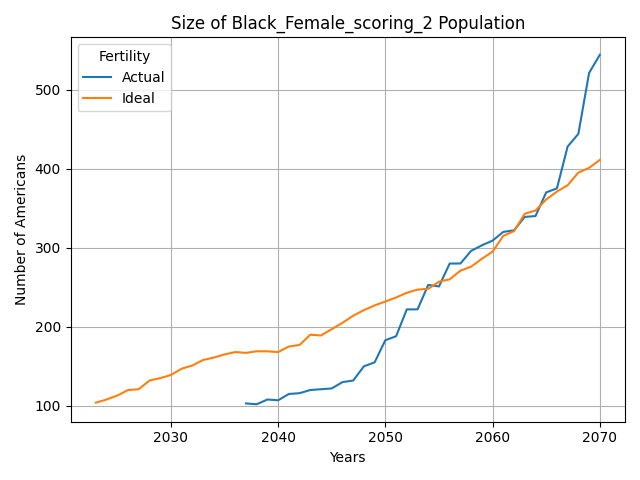 Size of Black_Female_scoring_2 Population
Fertility
Actual
Ideal
Number of Americans
500
400
300
200
100
2030 2040 2050 2060 2070
Years